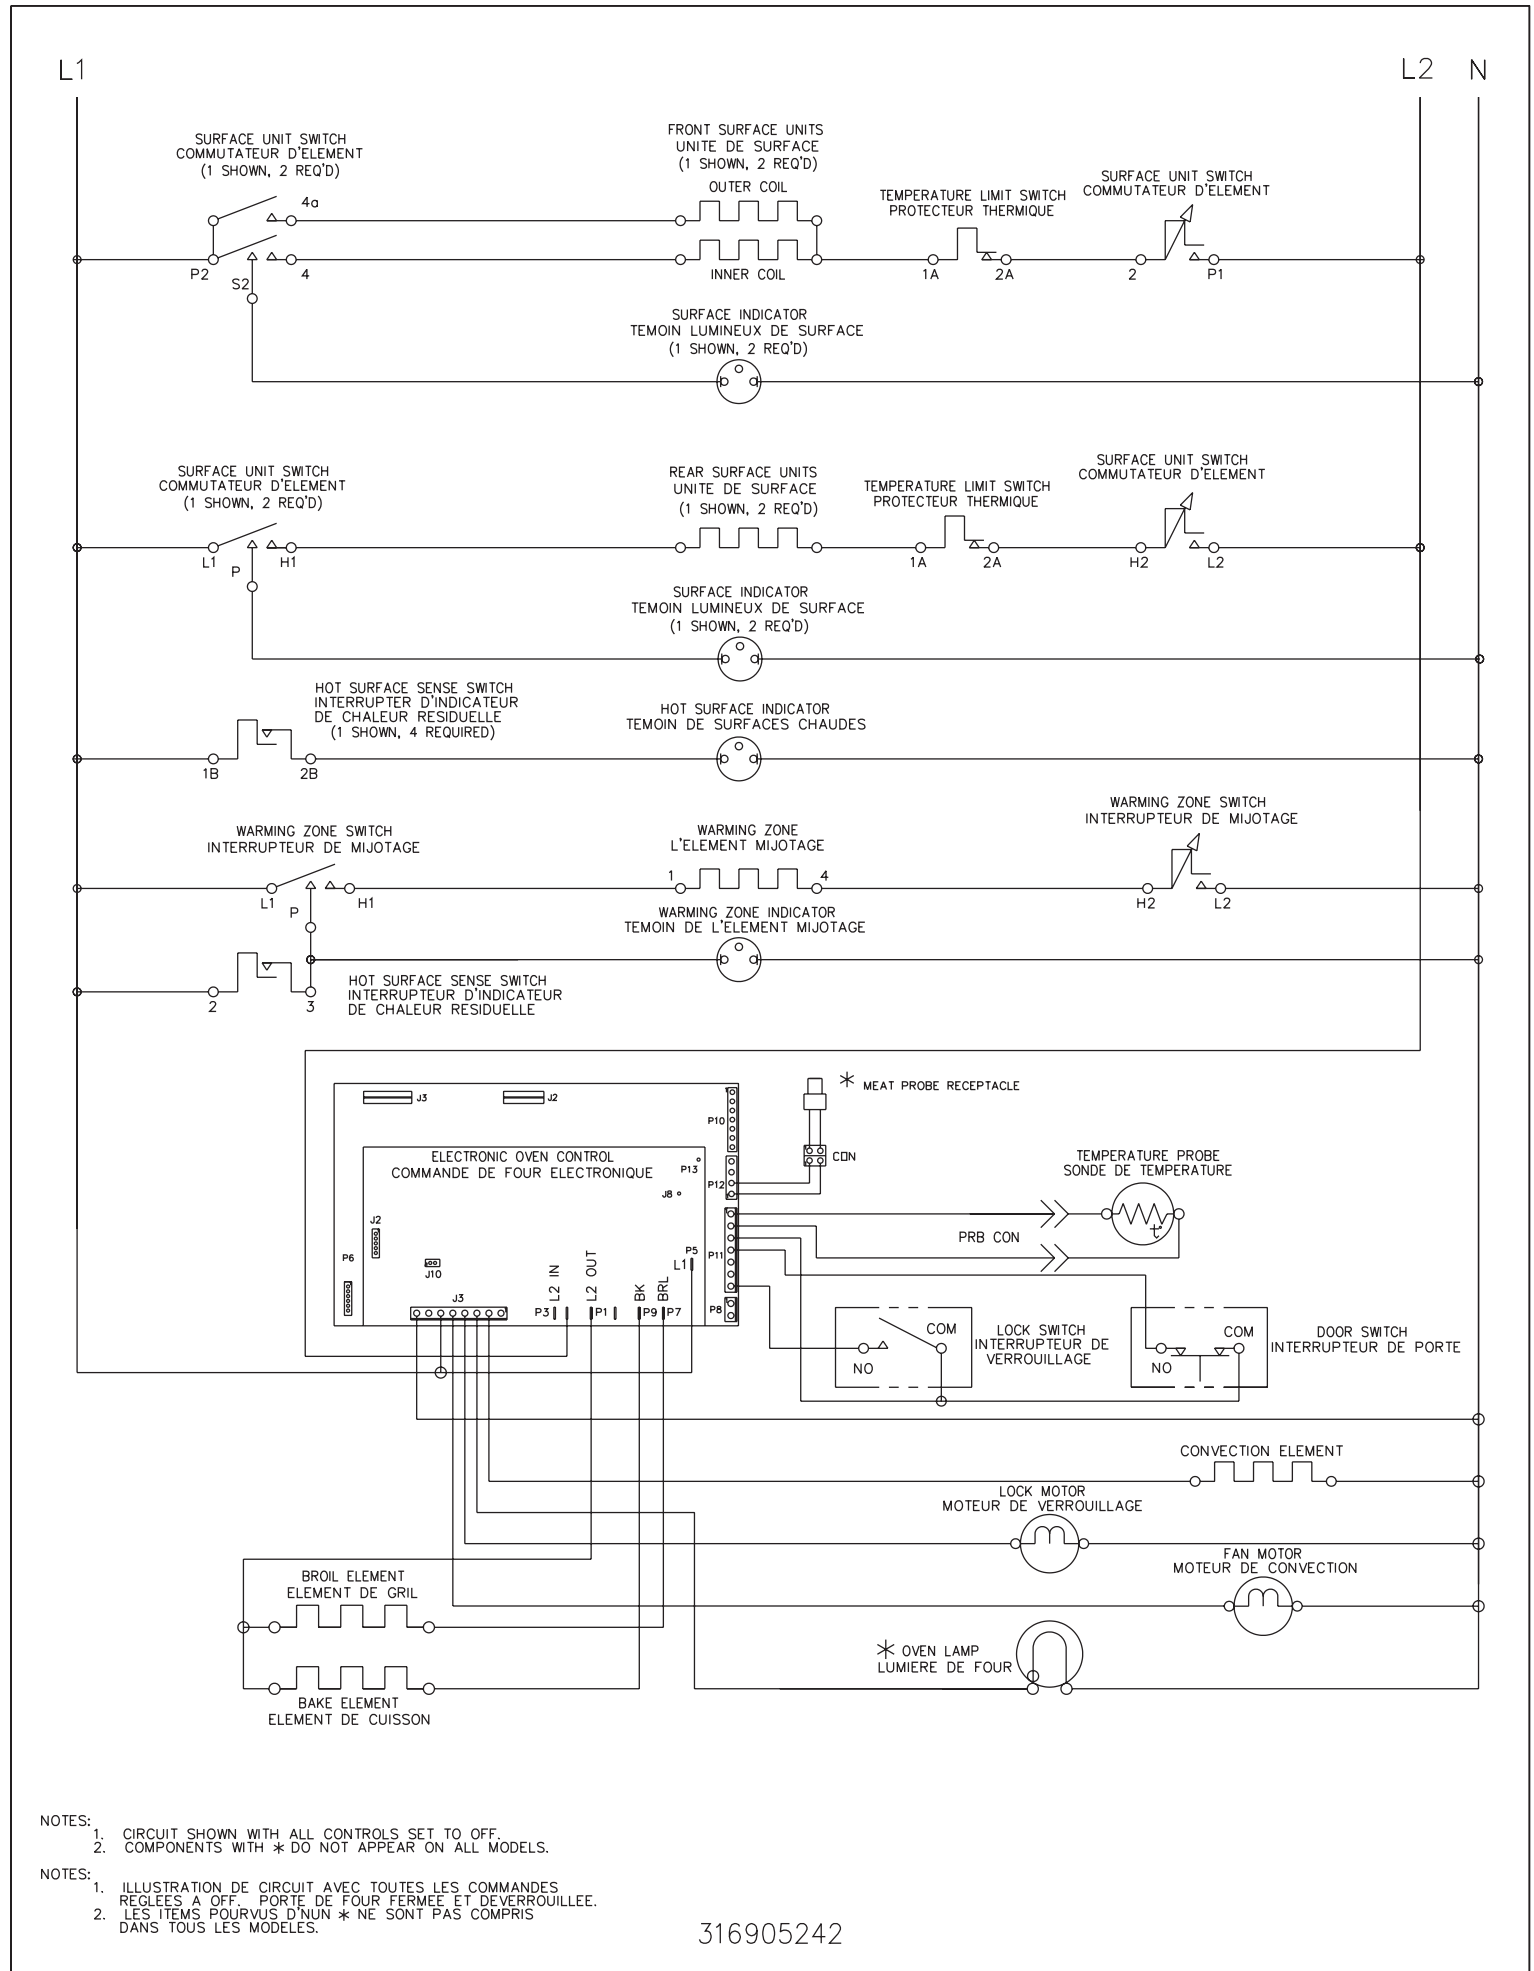 L1
L2 N
SURFACE UNIT SWITCH
COMMUTATEUR D'ELEMENT
(1 SHOWN, 2 REQ'D)
FRONT SURFACE UNITS
UNITE DE SURFACE
(1 SHOWN, 2 REQ'D)
OUTER COIL
TEMPERATURE LIMIT SWITCH
PROTECTEUR THERMIQUE
SURFACE UNIT SWITCH
COMMUTATEUR D'ELEMENT
4a
P2
S2
4
INNER COIL
1A
2A
2
P1
SURFACE INDICATOR
TEMOIN LUMINEUX DE SURFACE
(1 SHOWN, 2 REQ'D)
SURFACE UNIT SWITCH
COMMUTATEUR D'ELEMENT
(1 SHOWN, 2 REQ'D)
REAR SURFACE UNITS
UNITE DE SURFACE
(1 SHOWN, 2 REQ'D)
TEMPERATURE LIMIT SWITCH
PROTECTEUR THERMIQUE
SURFACE UNIT SWITCH
COMMUTATEUR D'ELEMENT
L1
P
H1
1A
2A
H2
L2
SURFACE INDICATOR
TEMOIN LUMINEUX DE SURFACE
(1 SHOWN, 2 REQ'D)
HOT SURFACE SENSE SWITCH
INTERRUPTER D'INDICATEUR
DE CHALEUR RESIDUELLE
(1 SHOWN, 4 REQUIRED)
HOT SURFACE INDICATOR
TEMOIN DE SURFACES CHAUDES
1B
2B
WARMING ZONE SWITCH
INTERRUPTEUR DE MIJOTAGE
WARMING ZONE
L'ELEMENT MIJOTAGE
WARMING ZONE SWITCH
INTERRUPTEUR DE MIJOTAGE
1
4
L1
P
H1
H2
L2
WARMING ZONE INDICATOR
TEMOIN DE L'ELEMENT MIJOTAGE
HOT SURFACE SENSE SWITCH
INTERRUPTEUR D'INDICATEUR
DE CHALEUR RESIDUELLE
2
3
J3
J2
P10
* MEAT PROBE RECEPTACLE
CON
ELECTRONIC OVEN CONTROL
COMMANDE DE FOUR ELECTRONIQUE
P13
P12
J8
TEMPERATURE PROBE
SONDE DE TEMPERATURE
t°
PRB CON
J2
P6
J10
P5
L1
P11
L2 IN
L2 OUT
BK
BRL
J3
P3
P1
P9
P7
P8
COM
NO
LOCK SWITCH
INTERRUPTEUR DE
VERROUILLAGE
COM
NO
DOOR SWITCH
INTERRUPTEUR DE PORTE
CONVECTION ELEMENT
LOCK MOTOR
MOTEUR DE VERROUILLAGE
FAN MOTOR
MOTEUR DE CONVECTION
BROIL ELEMENT
ELEMENT DE GRIL
* OVEN LAMP
LUMIERE DE FOUR
BAKE ELEMENT
ELEMENT DE CUISSON
NOTES:
1. CIRCUIT SHOWN WITH ALL CONTROLS SET TO OFF.
2. COMPONENTS WITH * DO NOT APPEAR ON ALL MODELS.
NOTES:
1. ILLUSTRATION DE CIRCUIT AVEC TOUTES LES COMMANDES
REGLEES A OFF. PORTE DE FOUR FERMEE ET DEVERROUILLEE.
2. LES ITEMS POURVUS D'NUN * NE SONT PAS COMPRIS
DANS TOUS LES MODELES.
316905242